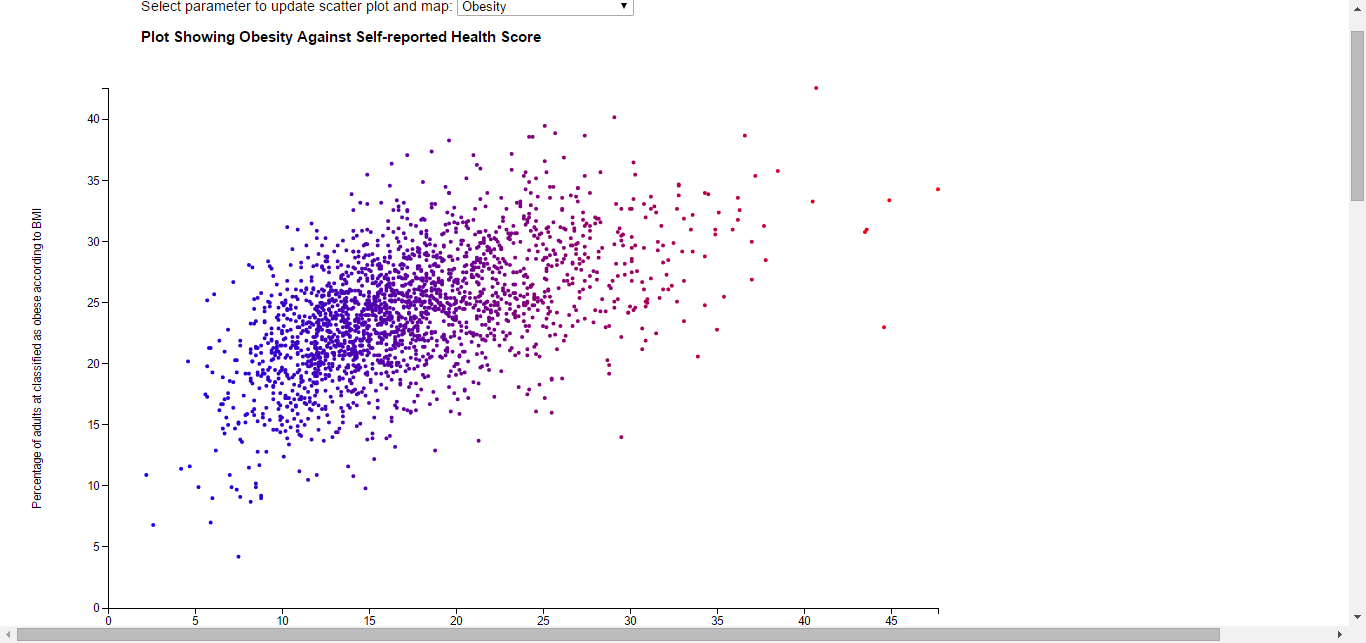 Select parameter to update scatter plot and map: Obesity
Plot Showing Obesity Against Self-reported Health Score
Percentage of adults at classified as obese according to BMI
40
35
30
25
20
15
10
5
0
0 5 10 15 20 25 30 35 40 45